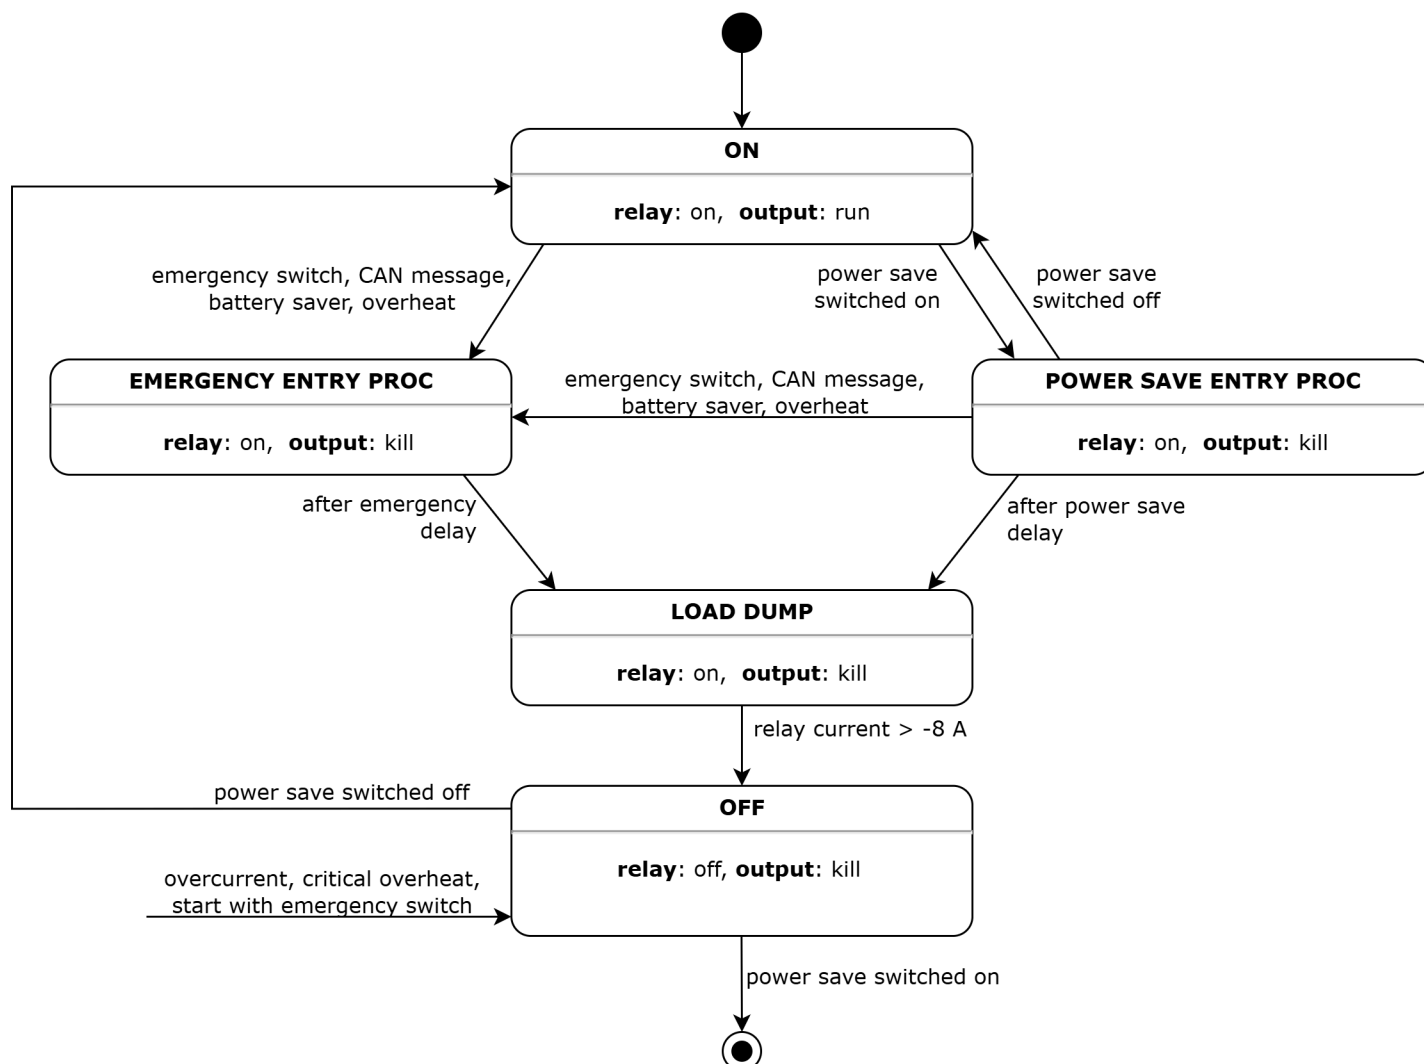 ON
relay: on, output: run
emergency switch, CAN message,
battery saver, overheat
power save
switched on
power save
switched off
EMERGENCY ENTRY PROC
relay: on, output: kill
emergency switch, CAN message,
battery saver, overheat
POWER SAVE ENTRY PROC
relay: on, output: kill
after emergency
delay
after power save
delay
LOAD DUMP
relay: on, output: kill
relay current > -8 A
power save switched off
OFF
relay: off, output: kill
overcurrent, critical overheat,
start with emergency switch
power save switched on